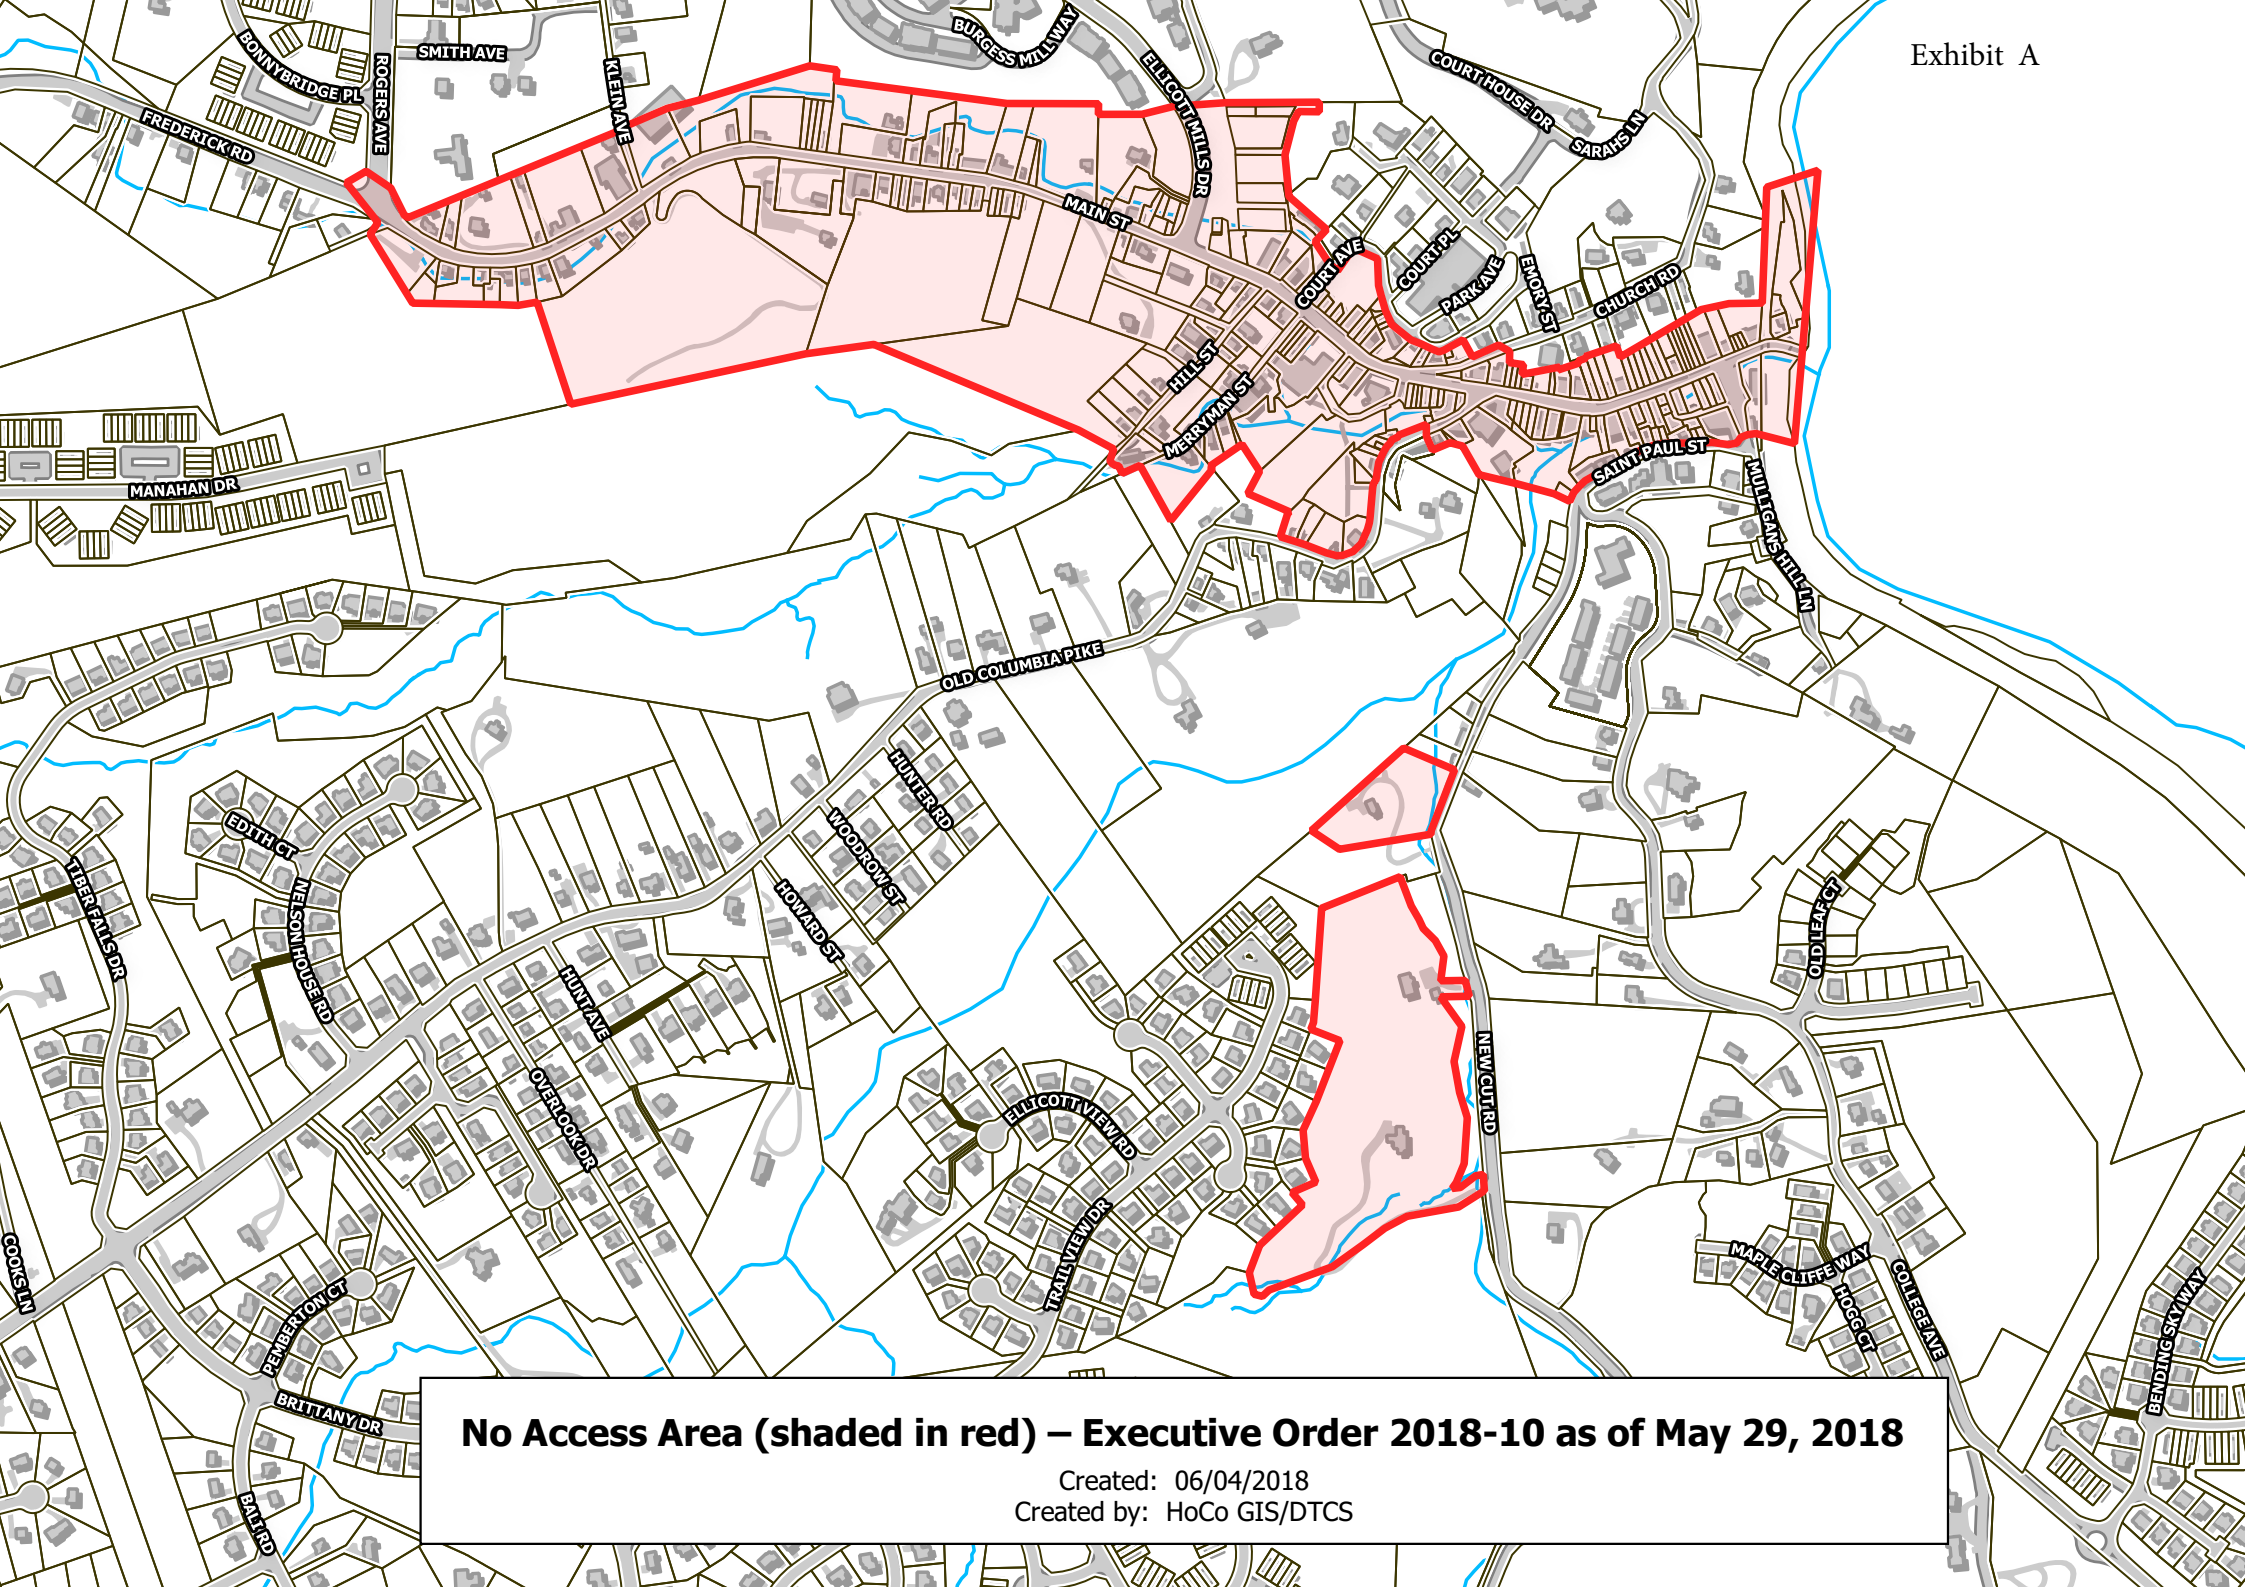 Exhibit A
BURGESS MILL WAY
BONNYBRIDGE PL
SMITH AVE
ROGERS AVE
KLEIN AVE
ELLICOTT MILLS DR
COURT HOUSE DR
SARAHS LN
FREDERICK RD
MAIN ST
COURT AVE
COURT PL
PARK AVE
EMORY ST
CHURCH RD
HILL ST
MERRYMAN ST
SAINT PAUL ST
MANAHAN DR
MULLIGANS HILL LN
OLD COLUMBIA PIKE
HUNTER RD
WOODROW ST
EDITH CT
TIBER FALLS DR
NELSON HOUSE RD
HOWARD ST
OLD LEAF CT
HUNT AVE
NEW CUT RD
OVERLOOK DR
ELLICOTT VIEW RD
TRAIL VIEW DR
COOKS LN
PEMBERTON CT
MAPLE CLIFFE WAY
HOGG CT
COLLEGE AVE
BENDING SKY WAY
BRITTANY DR
BALI RD
No Access Area (shaded in red) – Executive Order 2018-10 as of May 29, 2018
Created: 06/04/2018
Created by: HoCo GIS/DTCS